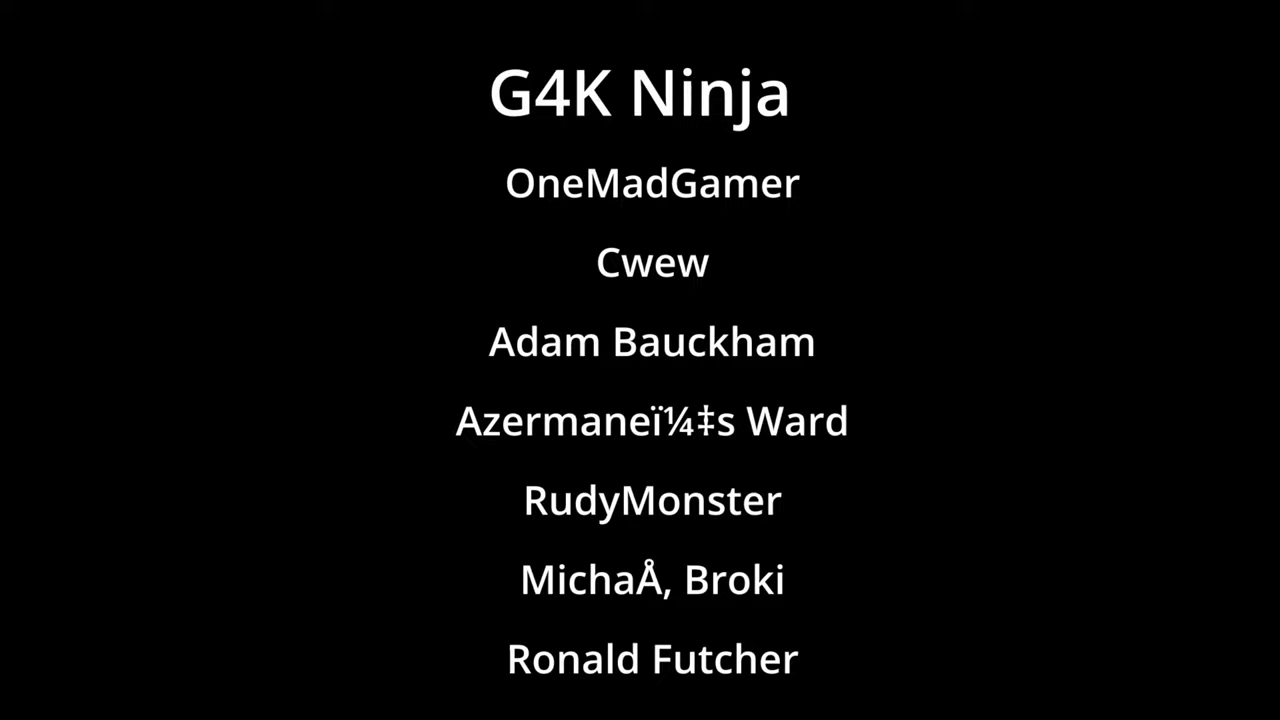 G4K Ninja
OneMadGamer
Cwew
Adam Bauckham
Azermaneï¼‡s Ward
RudyMonster
MichaÅ‚ Broki
Ronald Futcher